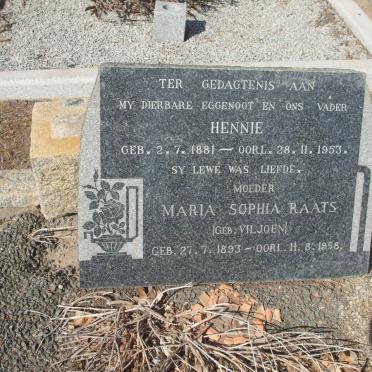 TER GEDAGTENIS AAN
MY DIERBARE EGGENOOT EN ONS VADER
HENNIE
GEB. 2. 7. 1881 — OORL. 28. 11. 1953.
SY LEWE WAS LIEFDE.
MOEDER
MARIA SOPHIA RAATS
(GEB. VILJOEN)
GEB. 27. 7. 1893 — OORL. 11. 8. 1958.